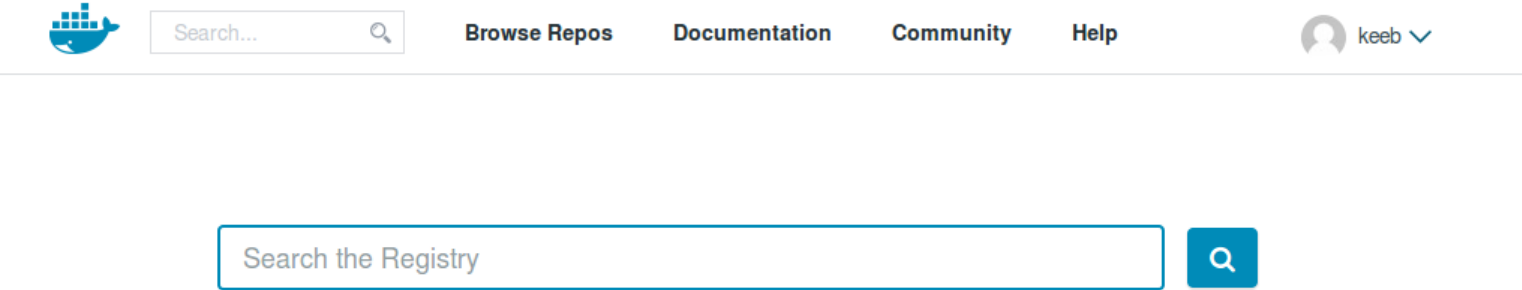 Search... Browse Repos Documentation Community Help keeb
Search the Registry